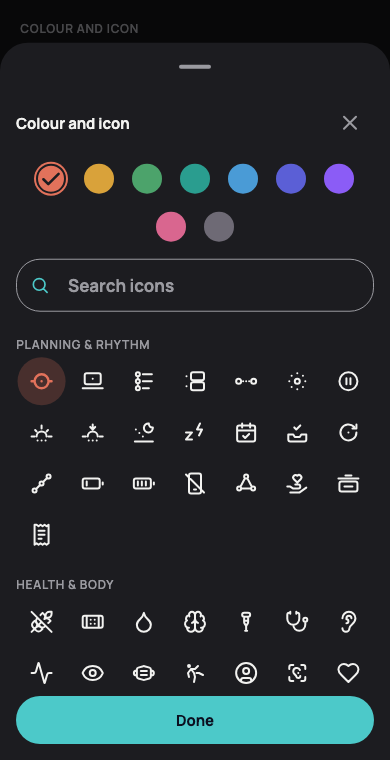 COLOUR AND ICON
Colour and icon
Search icons
PLANNING & RHYTHM
HEALTH & BODY
Done